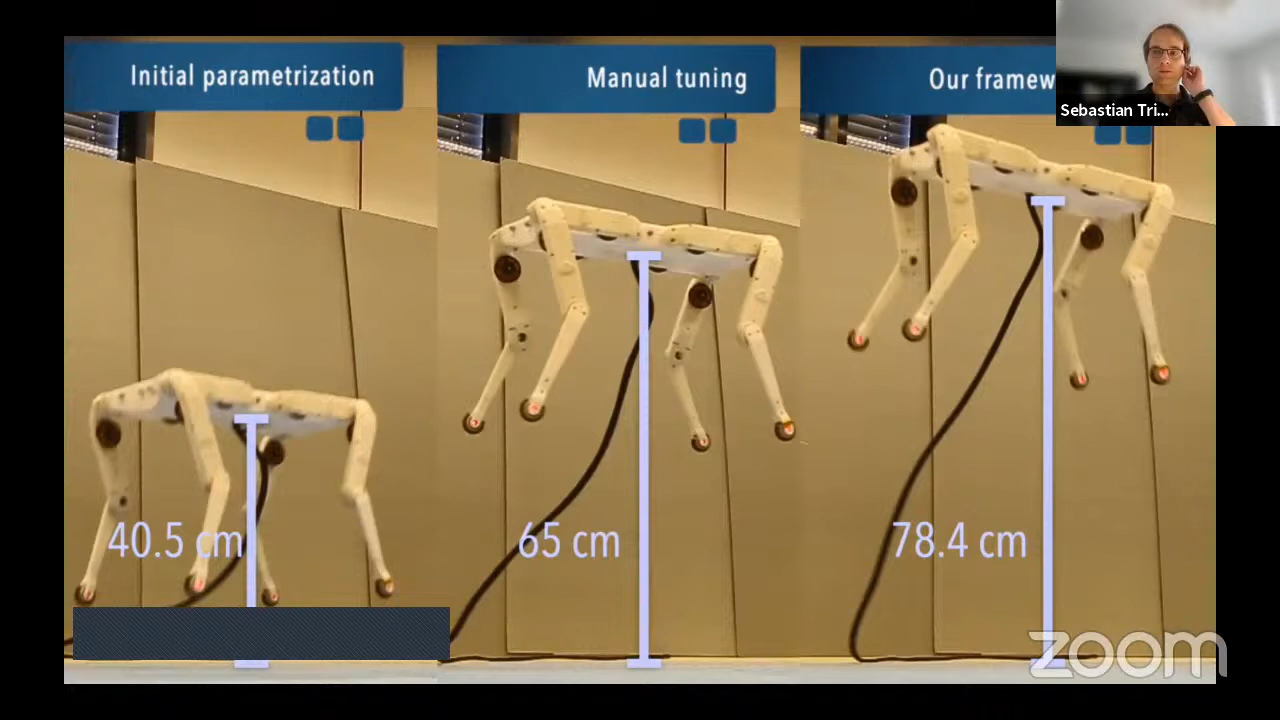 Initial parametrization
Manual tuning
Our framew
Sebastian Tri...
40.5 cm
65 cm
78.4 cm
zoom